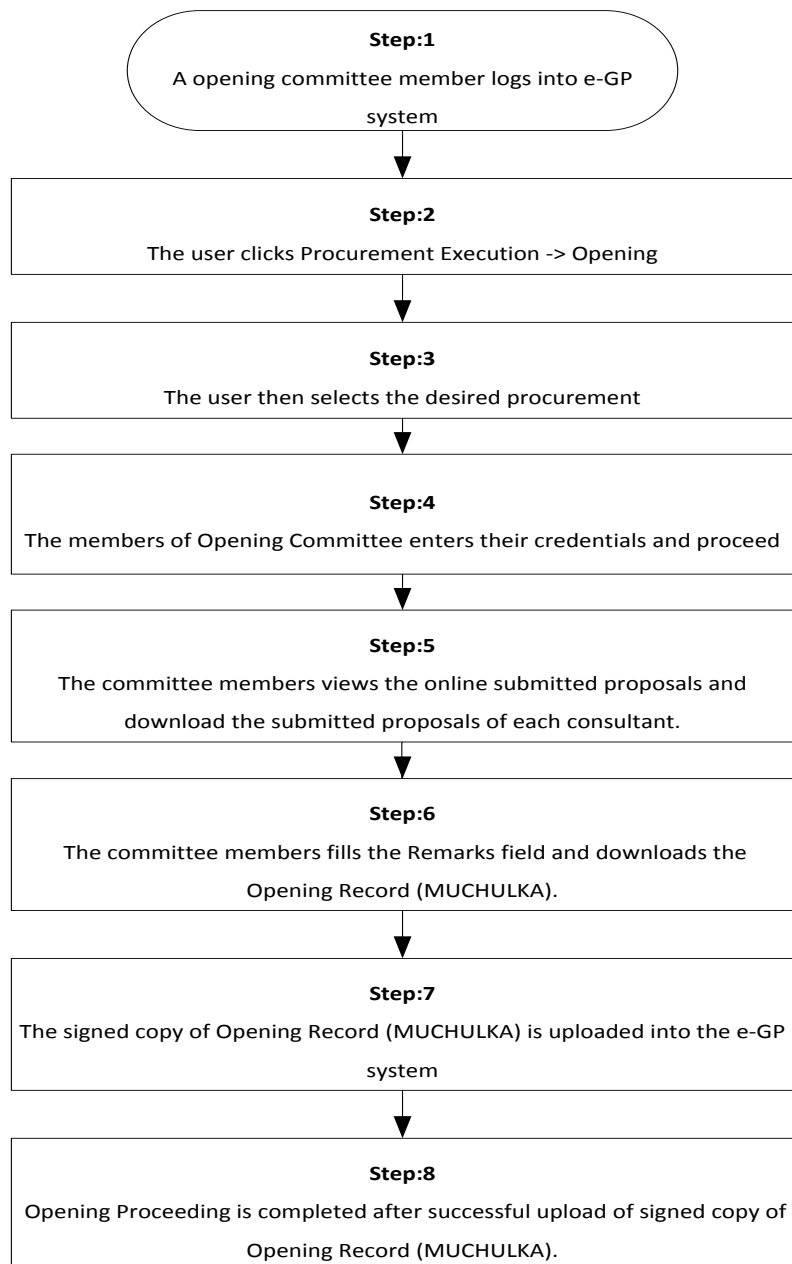 Step:1
A opening committee member logs into e-GP
system
Step:2
The user clicks Procurement Execution -> Opening
Step:3
The user then selects the desired procurement
Step:4
The members of Opening Committee enters their credentials and proceed
Step:5
The committee members views the online submitted proposals and
download the submitted proposals of each consultant.
Step:6
The committee members fills the Remarks field and downloads the
Opening Record (MUCHULKA).
Step:7
The signed copy of Opening Record (MUCHULKA) is uploaded into the e-GP
system
Step:8
Opening Proceeding is completed after successful upload of signed copy of
Opening Record (MUCHULKA).